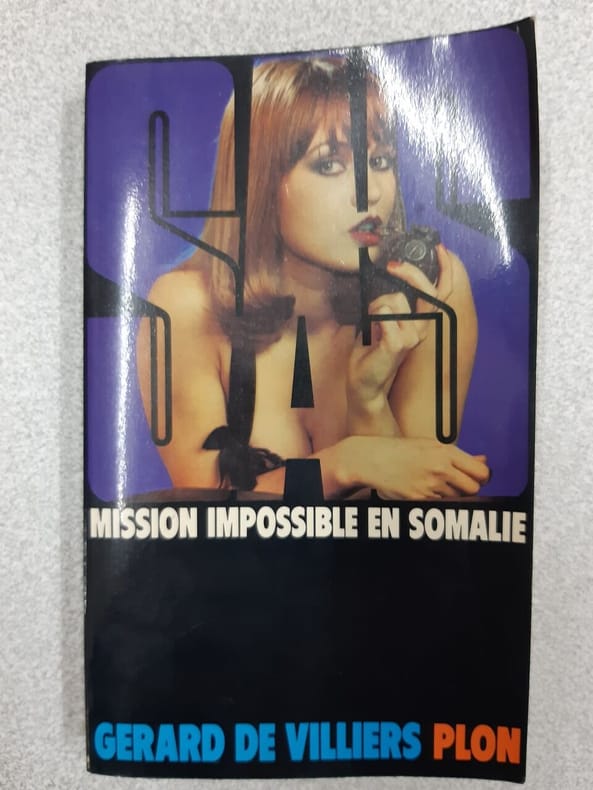 SAS
MISSION IMPOSSIBLE EN SOMALIE
GERARD DE VILLIERS PLON